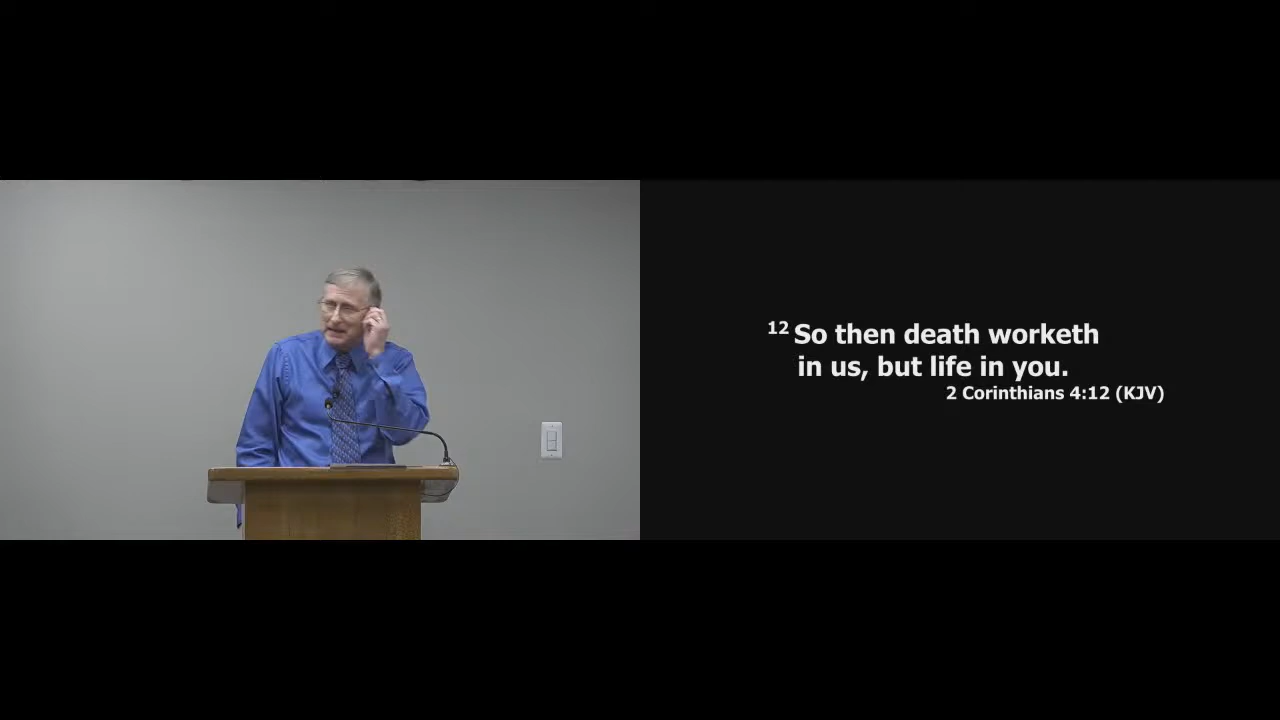 12 So then death worketh
in us, but life in you.
2 Corinthians 4:12 (KJV)